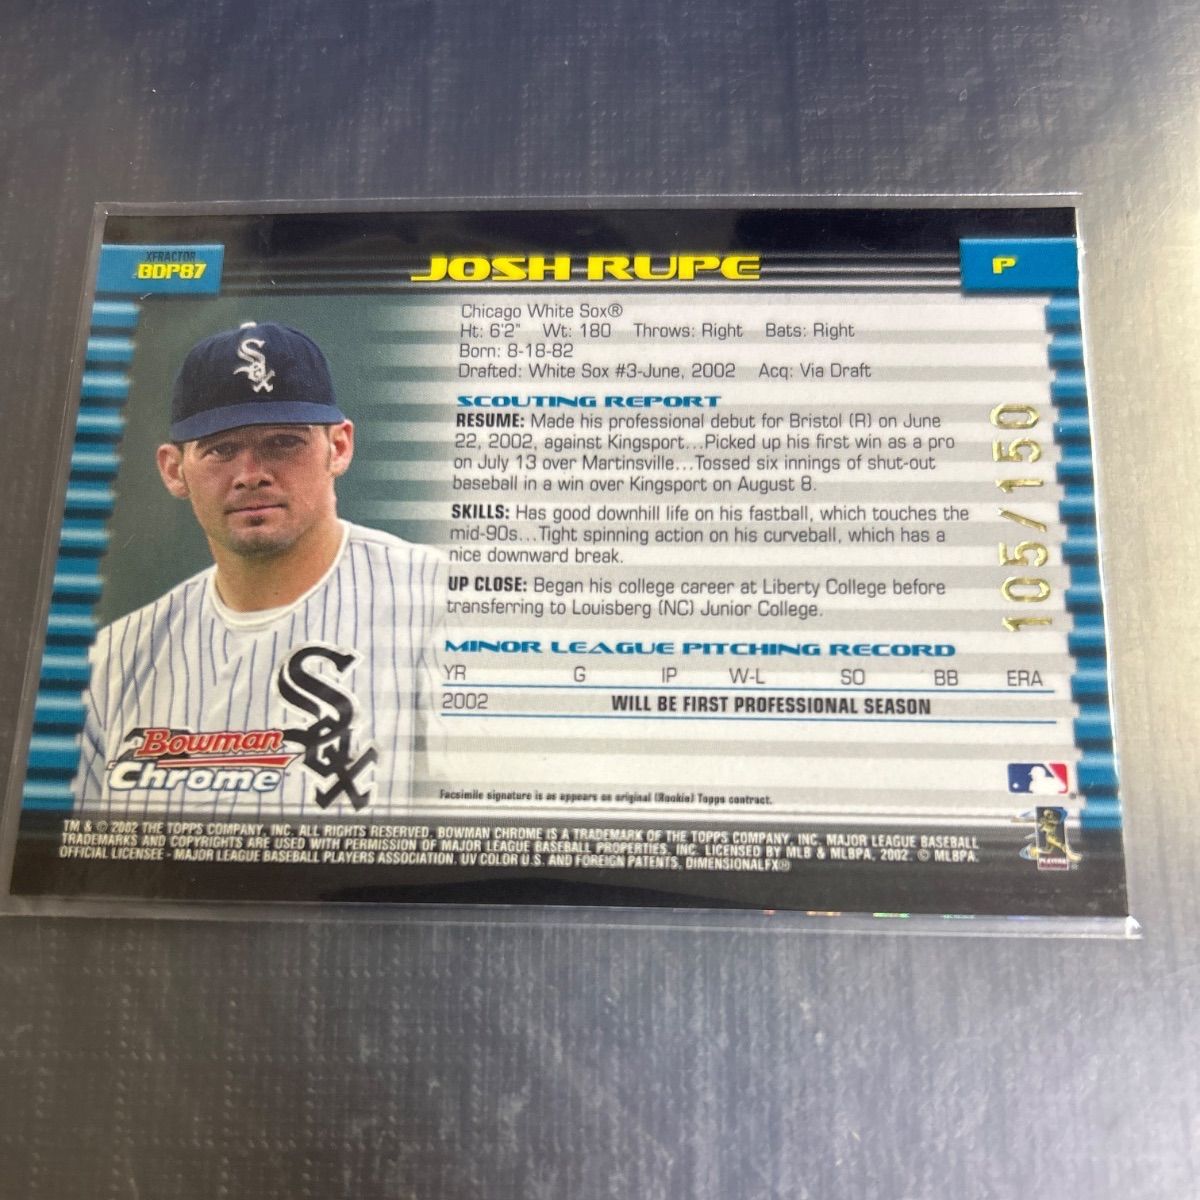 XFRACTOR
BDP87
JOSH RUPE
P
Chicago White Sox®
Ht: 6'2" Wt: 180 Throws: Right Bats: Right
Born: 8-18-82
Drafted: White Sox #3-June, 2002 Acq: Via Draft
SCOUTING REPORT
RESUME: Made his professional debut for Bristol (R) on June
22, 2002, against Kingsport...Picked up his first win as a pro
on July 13 over Martinsville...Tossed six innings of shut-out
baseball in a win over Kingsport on August 8.
SKILLS: Has good downhill life on his fastball, which touches the
mid-90s...Tight spinning action on his curveball, which has a
nice downward break.
UP CLOSE: Began his college career at Liberty College before
transferring to Louisberg (NC) Junior College.
105/150
MINOR LEAGUE PITCHING RECORD
YR G IP W-L SO BB ERA
2002 WILL BE FIRST PROFESSIONAL SEASON
Sox
Sox
Bowman
Chrome™
Facsimile signature is as appears on original (Rookie) Topps contract.
TM & © 2002 THE TOPPS COMPANY, INC. ALL RIGHTS RESERVED. BOWMAN CHROME IS A TRADEMARK OF THE TOPPS COMPANY, INC. MAJOR LEAGUE BASEBALL
TRADEMARKS AND COPYRIGHTS ARE USED WITH PERMISSION OF MAJOR LEAGUE BASEBALL PROPERTIES, INC. LICENSED BY MLB & MLBPA, 2002. © MLBPA.
OFFICIAL LICENSEE - MAJOR LEAGUE BASEBALL PLAYERS ASSOCIATION. UV COLOR U.S. AND FOREIGN PATENTS. DIMENSIONALFX®
PLAYERS